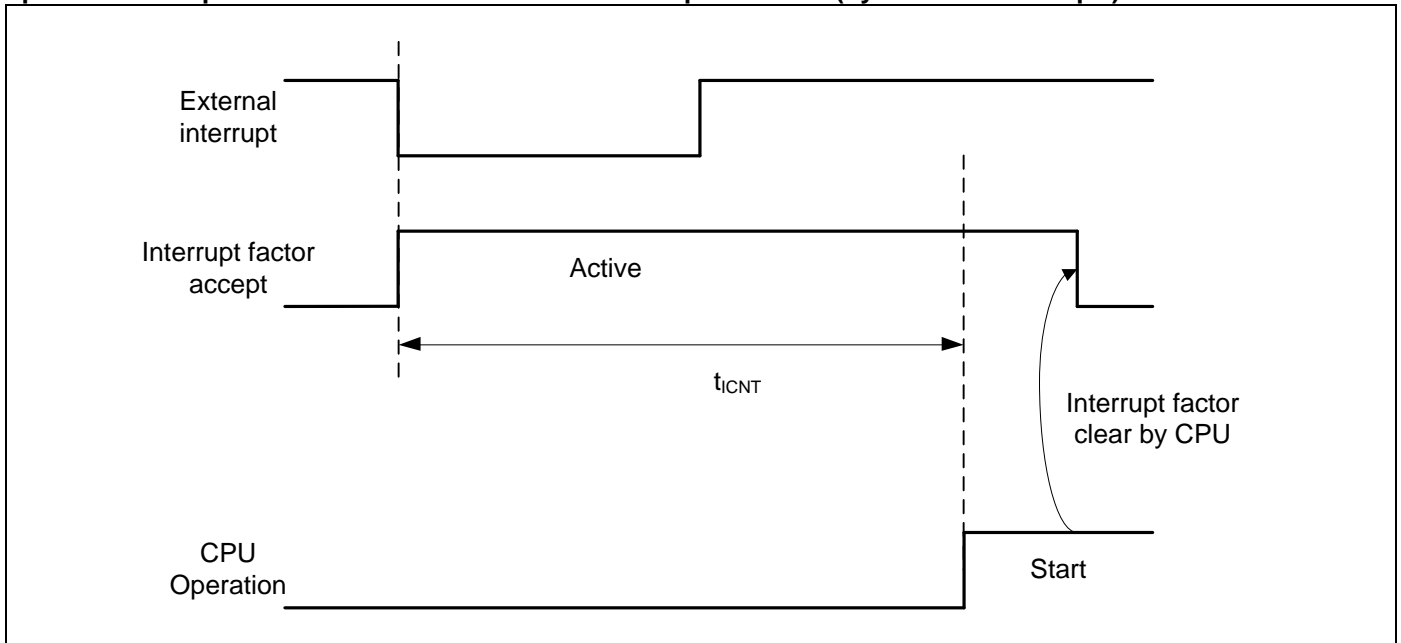 External
interrupt
Interrupt factor
accept
Active
tICNT
Interrupt factor
clear by CPU
CPU
Operation
Start